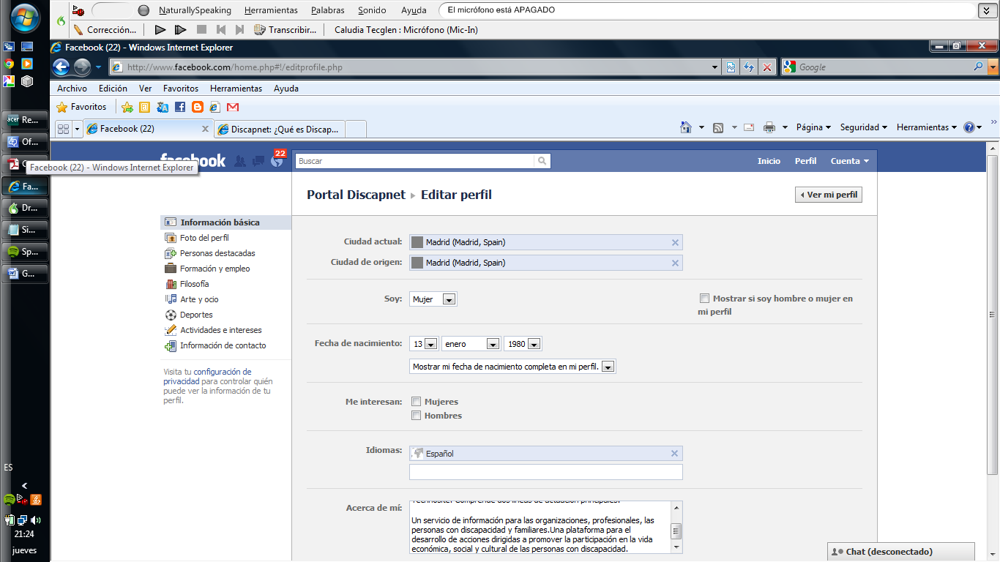 NaturallySpeaking Herramientas Palabras Sonido Ayuda El micrófono está APAGADO
Corrección... Transcribir... Caludia Tecglen : Micrófono (Mic-In)
Facebook (22) - Windows Internet Explorer
http://www.facebook.com/home.php#!/editprofile.php
Google
Archivo Edición Ver Favoritos Herramientas Ayuda
Favoritos
Facebook (22)
Discapnet: ¿Qué es Discap...
Página Seguridad Herramientas
acer Re...
Of...
Fa...
Dr...
Si...
Sp...
G...
facebook 22 Buscar Inicio Perfil Cuenta
Facebook (22) - Windows Internet Explorer
Portal Discapnet Editar perfil Ver mi perfil
Información básica
Foto del perfil
Personas destacadas
Formación y empleo
Filosofía
Arte y ocio
Deportes
Actividades e intereses
Información de contacto
Visita tu configuración de
privacidad para controlar quién
puede ver la información de tu
perfil.
Ciudad actual: Madrid (Madrid, Spain)
Ciudad de origen: Madrid (Madrid, Spain)
Soy: Mujer Mostrar si soy hombre o mujer en
mi perfil
Fecha de nacimiento: 13 enero 1980
Mostrar mi fecha de nacimiento completa en mi perfil.
Me interesan: Mujeres
Hombres
Idiomas: Español
Acerca de mí: Technosite. Comprende dos líneas de actuación principales:
Un servicio de información para las organizaciones, profesionales, las
personas con discapacidad y familiares.Una plataforma para el
desarrollo de acciones dirigidas a promover la participación en la vida
económica, social y cultural de las personas con discapacidad.
Chat (desconectado)
ES
21:24
jueves